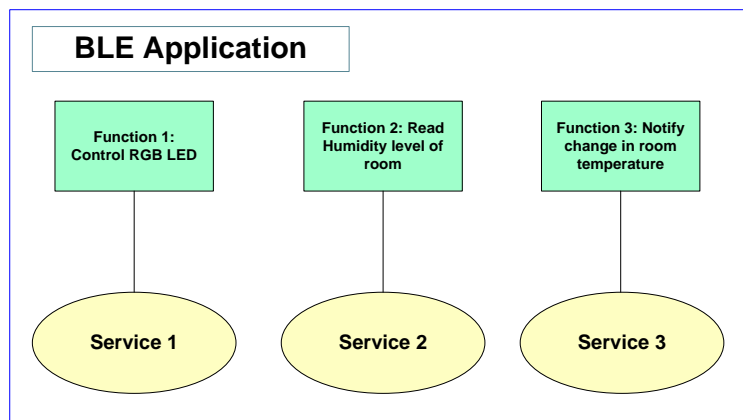 BLE Application
Function 1:
Control RGB LED
Function 2: Read
Humidity level of
room
Function 3: Notify
change in room
temperature
Service 1
Service 2
Service 3